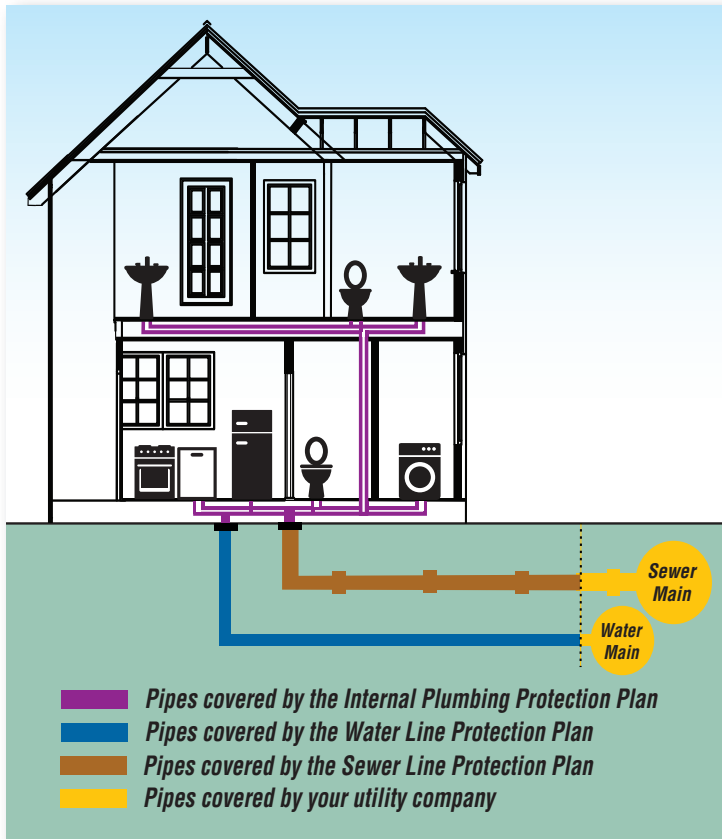 Sewer
Main
Water
Main
Pipes covered by the Internal Plumbing Protection Plan
Pipes covered by the Water Line Protection Plan
Pipes covered by the Sewer Line Protection Plan
Pipes covered by your utility company